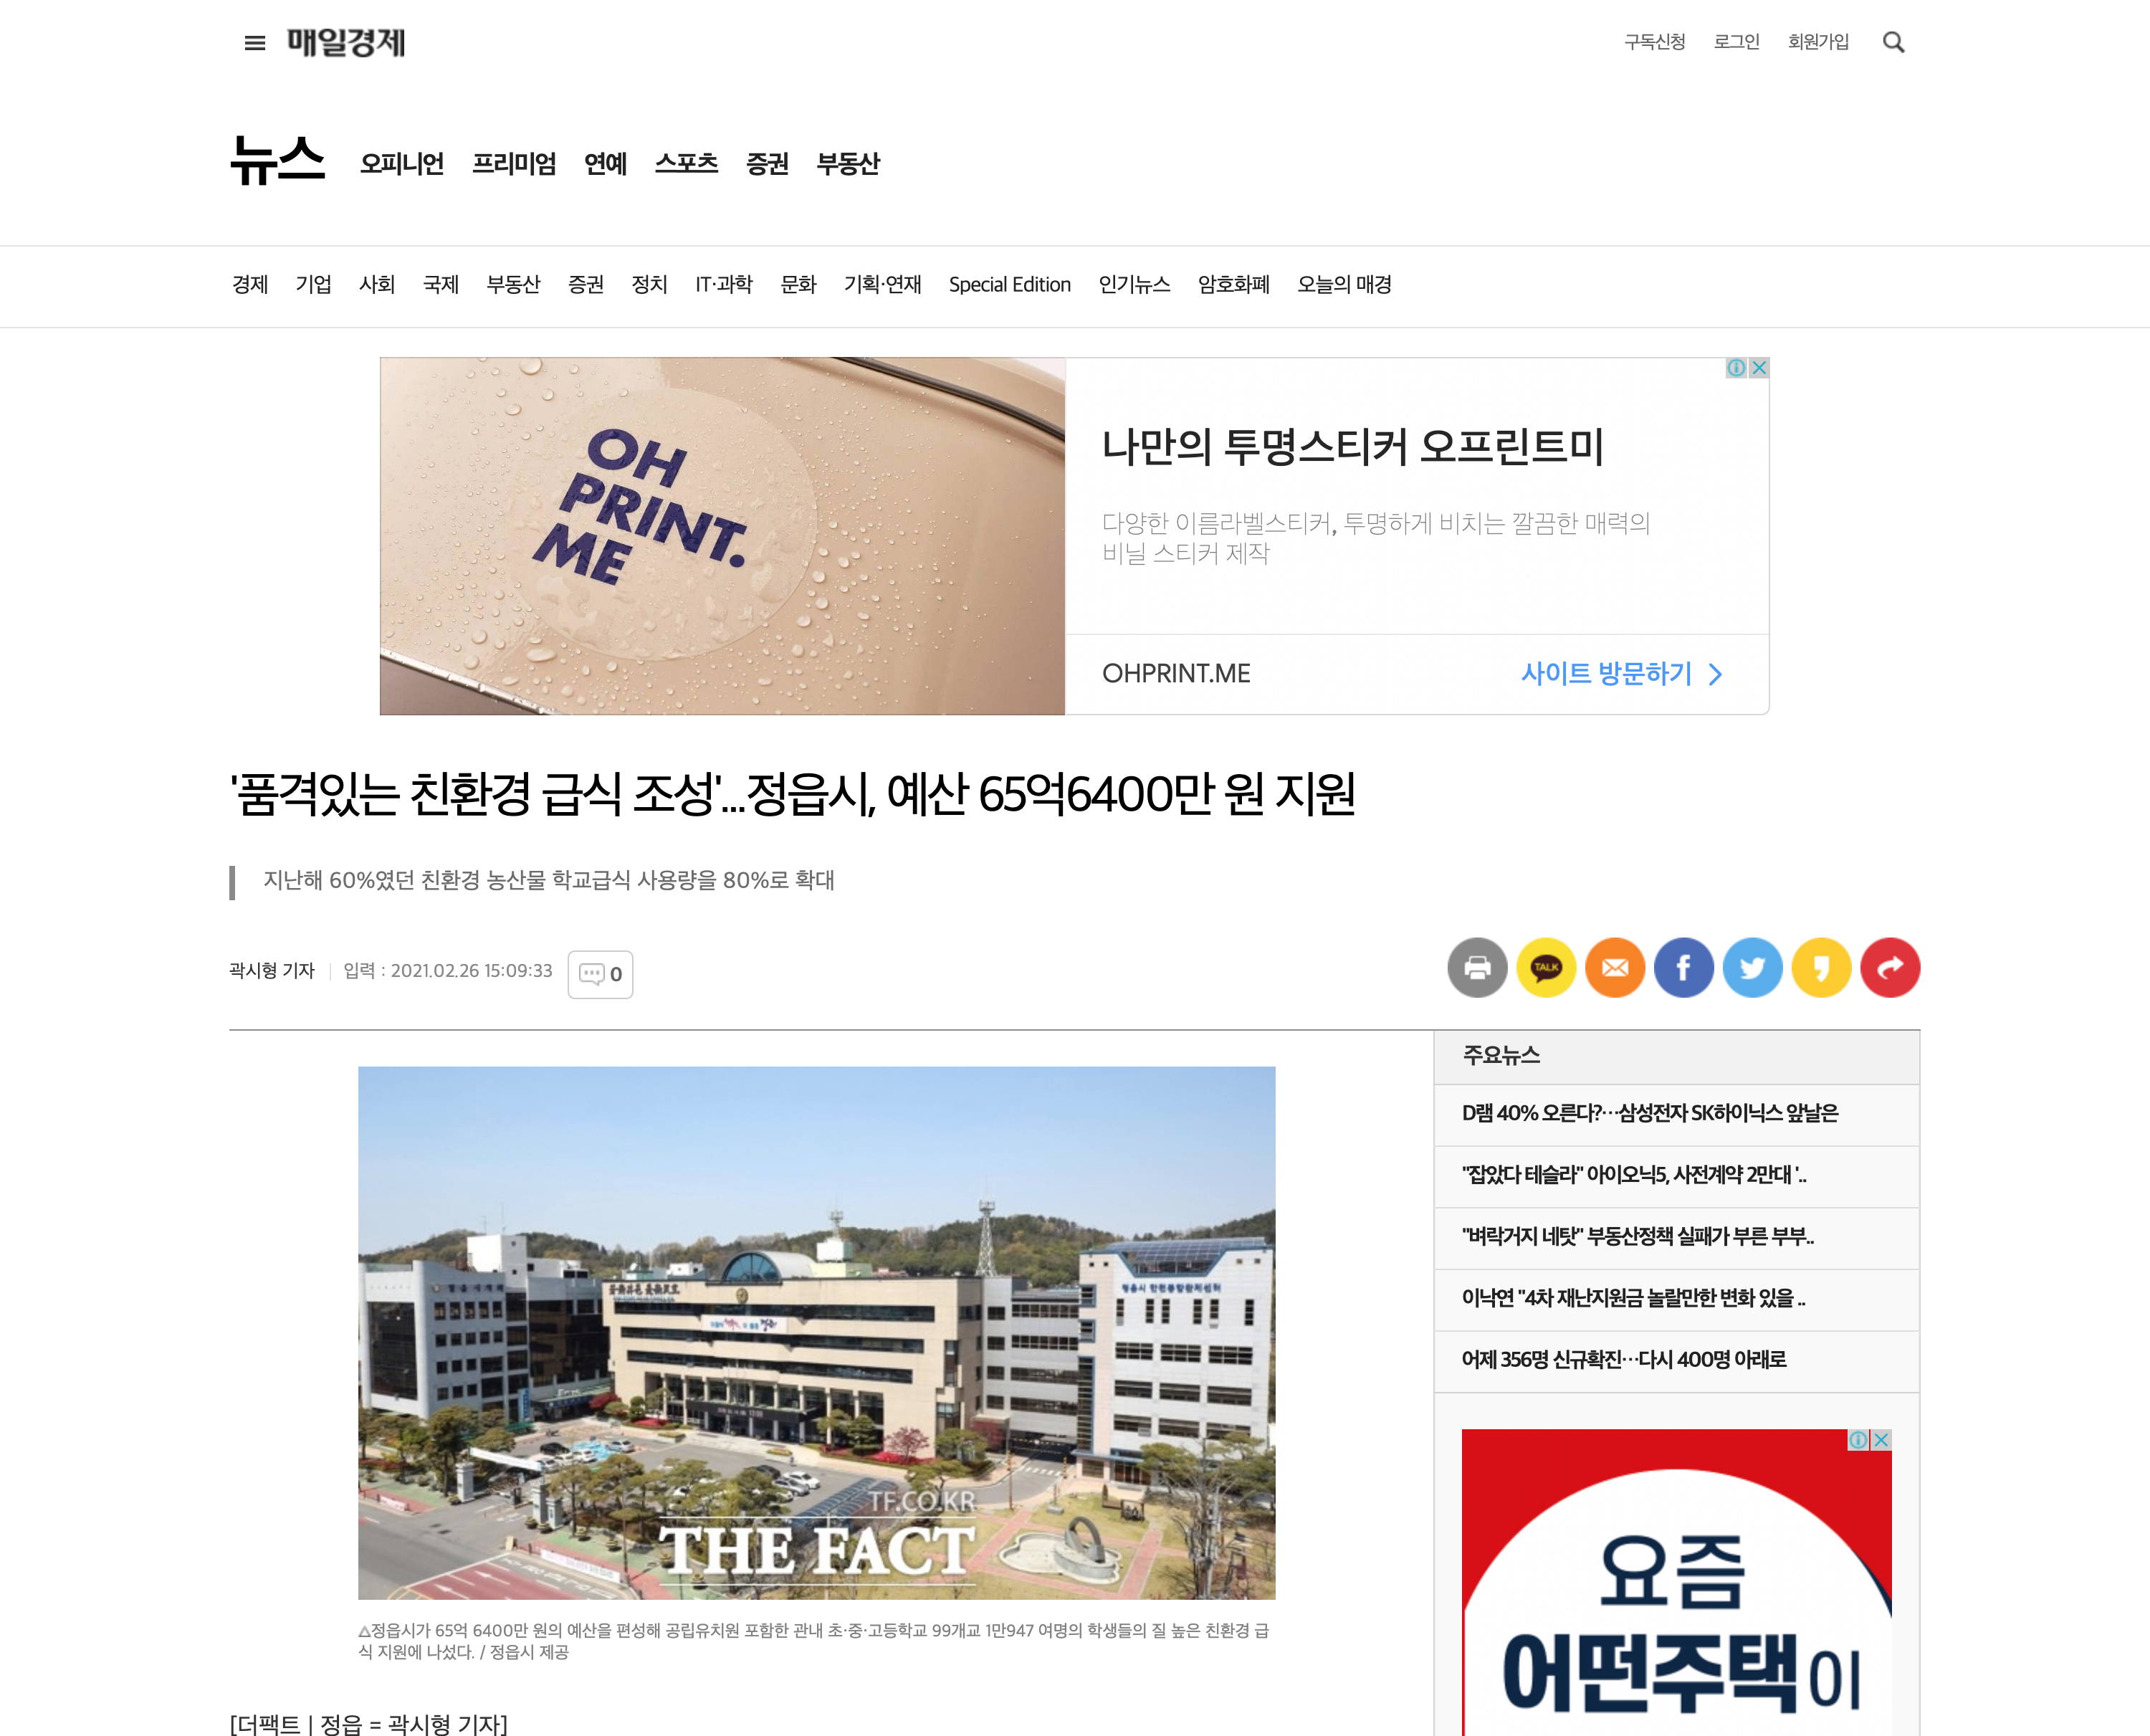 매일경제
구독신청 로그인 회원가입
뉴스 오피니언 프리미엄 연예 스포츠 증권 부동산
경제 기업 사회 국제 부동산 증권 정치 IT·과학 문화 기획·연재 Special Edition 인기뉴스 암호화폐 오늘의 매경
OH
PRINT.
ME
나만의 투명스티커 오프린트미
다양한 이름라벨스티커, 투명하게 비치는 깔끔한 매력의
비닐 스티커 제작
OHPRINT.ME 사이트 방문하기
'품격있는 친환경 급식 조성'...정읍시, 예산 65억6400만 원 지원
지난해 60%였던 친환경 농산물 학교급식 사용량을 80%로 확대
곽시형 기자 입력 : 2021.02.26 15:09:33 0
TALK
정읍시의회
정읍시 안전통합관제센터
TF.CO.KR
THE FACT
△정읍시가 65억 6400만 원의 예산을 편성해 공립유치원 포함한 관내 초·중·고등학교 99개교 1만947 여명의 학생들의 질 높은 친환경 급
식 지원에 나섰다. / 정읍시 제공
[더팩트 | 정읍 = 곽시형 기자]
주요뉴스
D램 40% 오른다?…삼성전자 SK하이닉스 앞날은
"잡았다 테슬라" 아이오닉5, 사전계약 2만대 '..
"벼락거지 네탓" 부동산정책 실패가 부른 부부..
이낙연 "4차 재난지원금 놀랄만한 변화 있을 ..
어제 356명 신규확진…다시 400명 아래로
요즘
어떤주택이